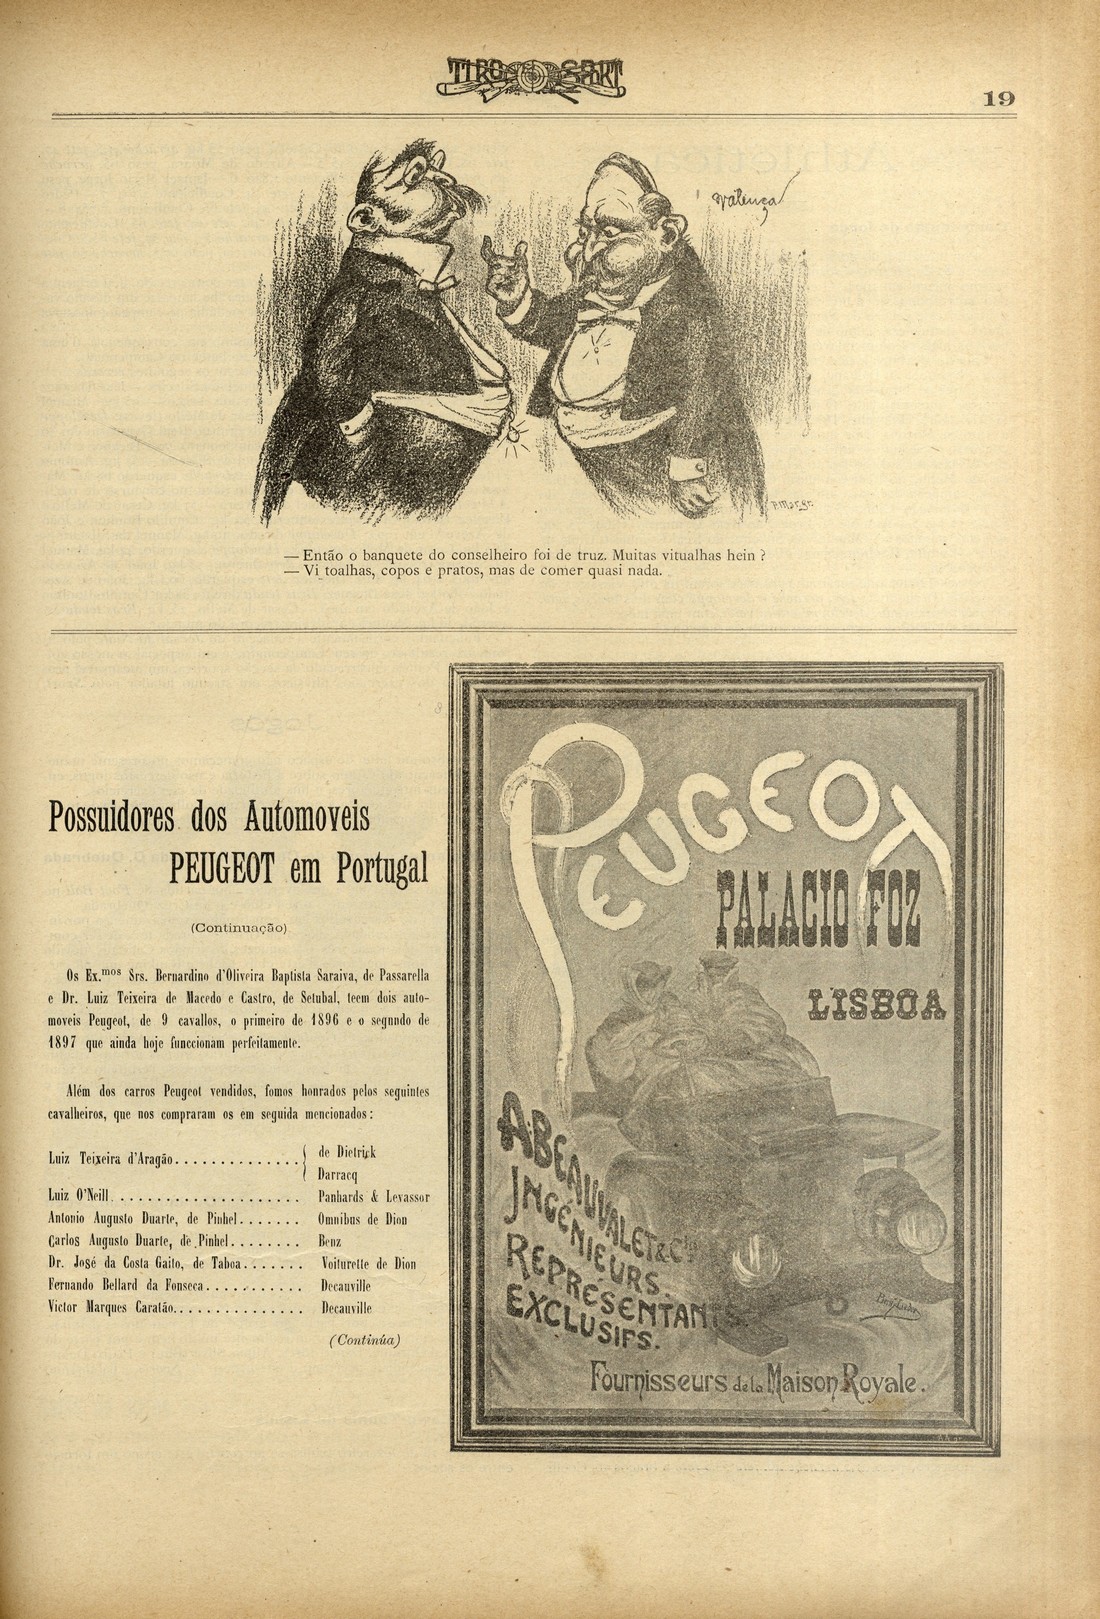 TIRO SPORT
19
Valença
— Então o banquete do conselheiro foi de truz. Muitas vitualhas hein ?
— Vi toalhas, copos e pratos, mas de comer quasi nada.
Possuidores dos Automoveis
PEUGEOT em Portugal
(Continuação)
Os Ex.mos Srs. Bernardino d'Oliveira Baptista Saraiva, de Passarella
e Dr. Luiz Teixeira de Macedo e Castro, de Setubal, teem dois auto-
moveis Peugeot, de 9 cavallos, o primeiro de 1896 e o segundo de
1897 que ainda hoje funccionam perfeitamente.
Além dos carros Peugeot vendidos, fomos honrados pelos seguintes
cavalheiros, que nos compraram os em seguida mencionados:
Luiz Teixeira d'Aragão.............. { de Dietrick
Darracq
Luiz O'Neill.................... Panhards & Levassor
Antonio Augusto Duarte, de Pinhel....... Omnibus de Dion
Carlos Augusto Duarte, de Pinhel........ Benz
Dr. José da Costa Gaito, de Taboa....... Voiturette de Dion
Fernando Bellard da Fonseca........... Decauville
Victor Marques Caratão.............. Decauville
(Continúa)
PEUGEOT
PALACIO FOZ
LISBOA
A. BEAUVALET & Cie
INGÉNIEURS.
REPRÉSENTANTS
EXCLUSIFS.
Fournisseurs de la Maison Royale.